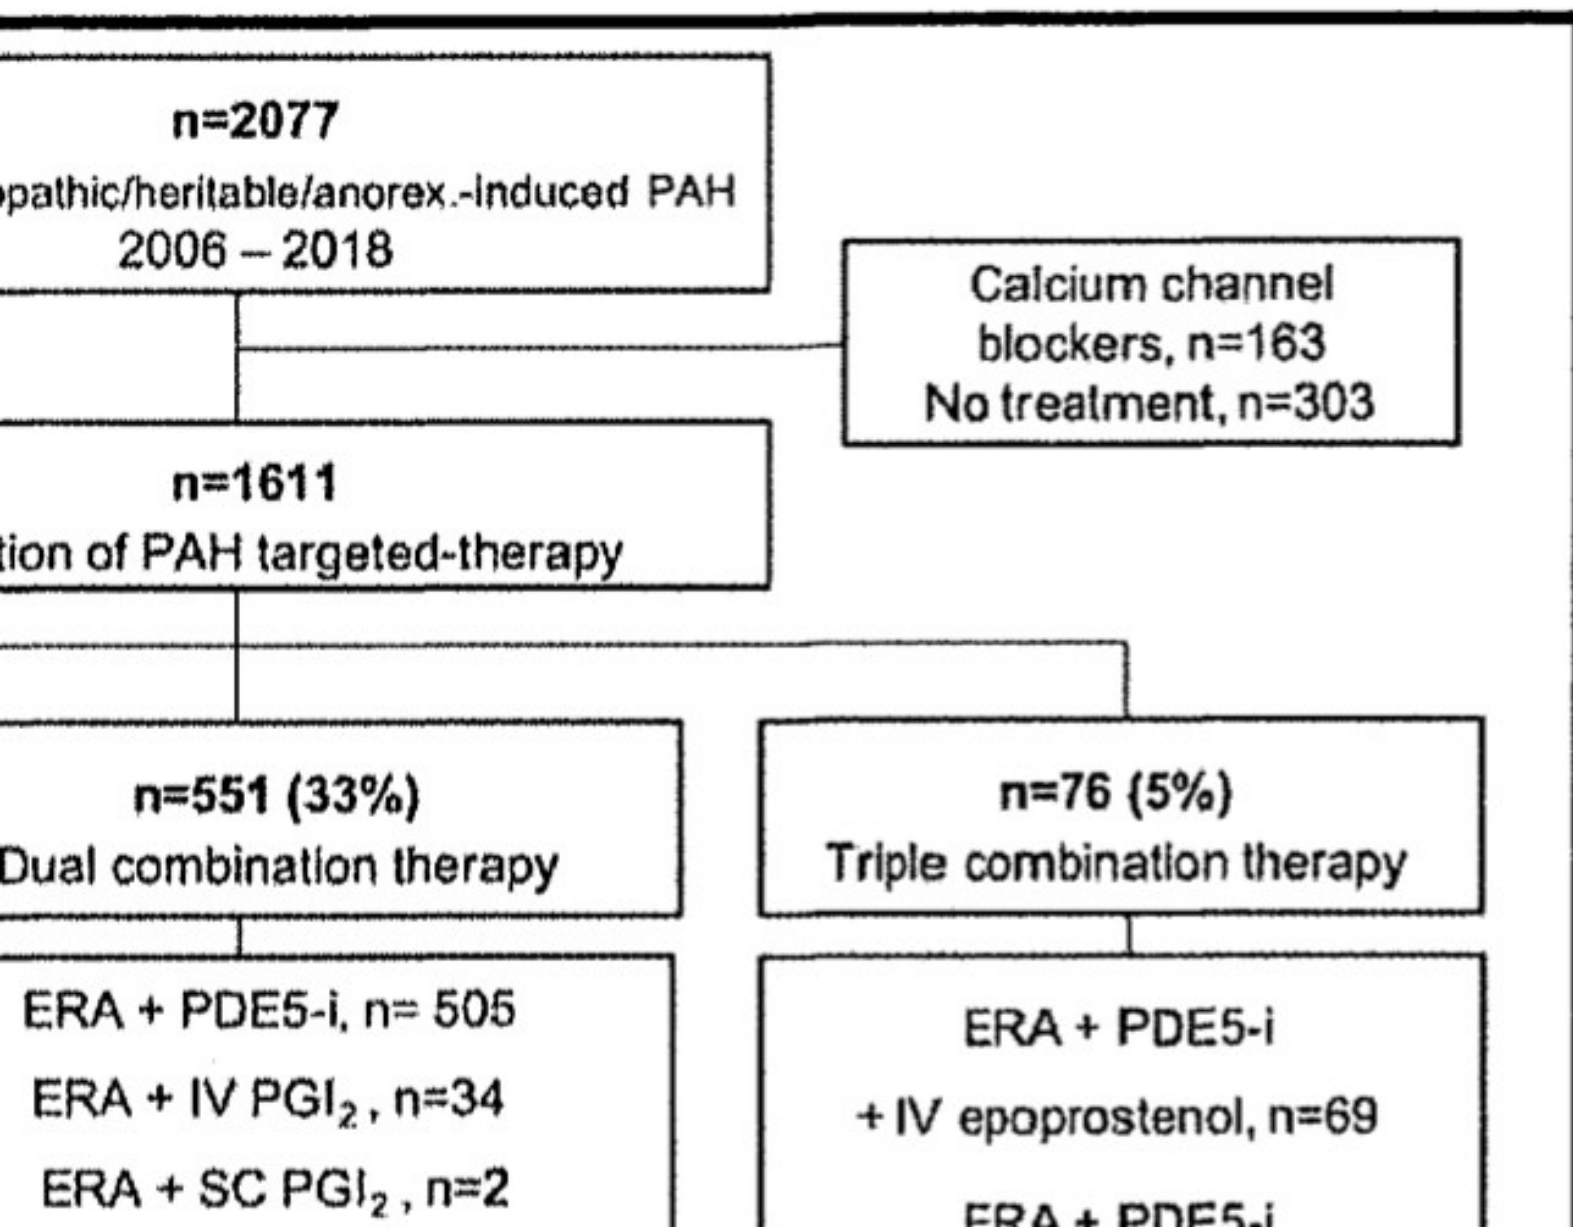 n=2077
opathic/heritable/anorex.-induced PAH
2006 – 2018
Calcium channel
blockers, n=163
No treatment, n=303
n=1611
tion of PAH targeted-therapy
n=551 (33%)
Dual combination therapy
n=76 (5%)
Triple combination therapy
ERA + PDE5-i, n= 505
ERA + IV PGI₂, n=34
ERA + SC PGI₂, n=2
ERA + PDE5-i
+ IV epoprostenol, n=69
ERA + PDE5-i